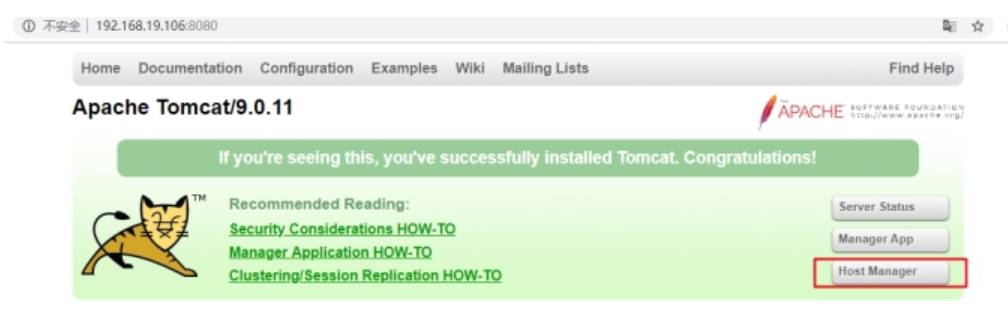 不安全 | 192.168.19.106:8080
Home Documentation Configuration Examples Wiki Mailing Lists Find Help
Apache Tomcat/9.0.11
THE APACHE SOFTWARE FOUNDATION
http://www.apache.org/
If you're seeing this, you've successfully installed Tomcat. Congratulations!
TM
Recommended Reading:
Security Considerations HOW-TO
Manager Application HOW-TO
Clustering/Session Replication HOW-TO
Server Status
Manager App
Host Manager